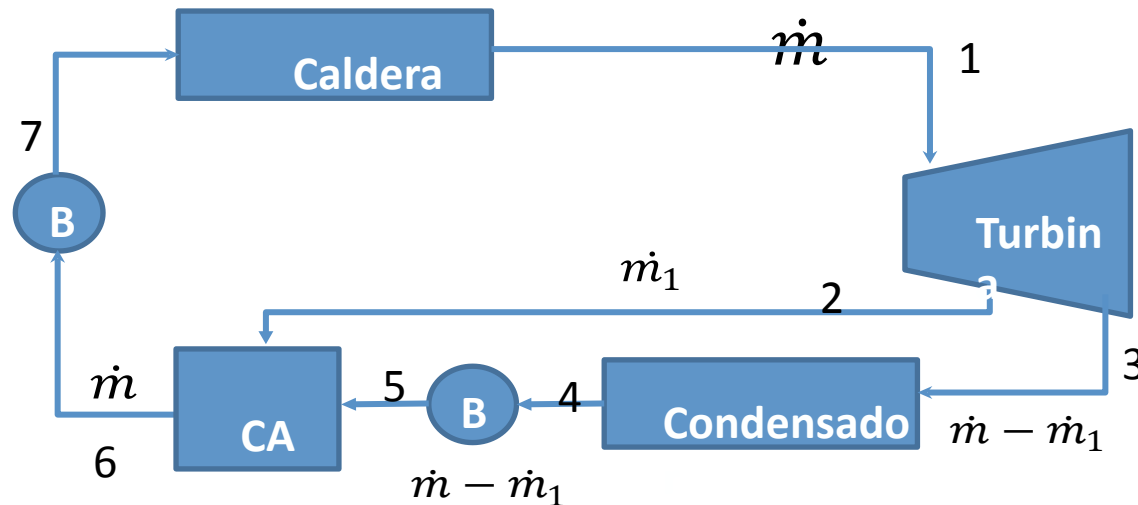 Caldera
ṁ
1
7
B
Turbin
a
ṁ₁
2
3
ṁ
5
B
4
Condensado
ṁ − ṁ₁
CA
6
ṁ − ṁ₁